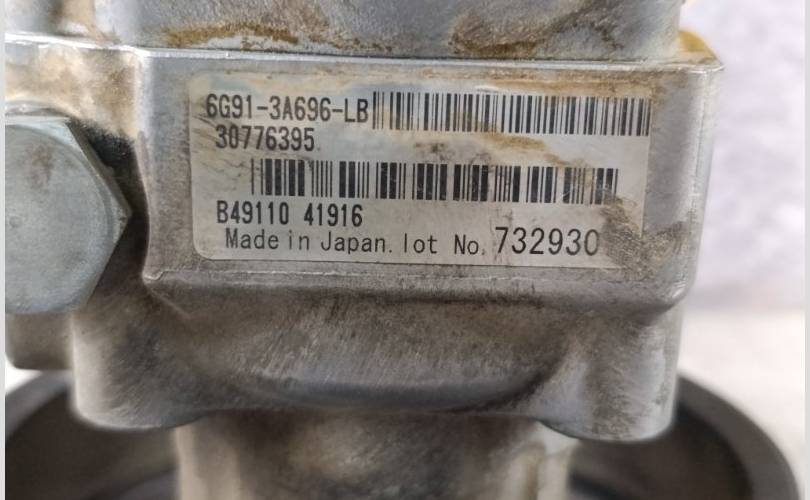 6G91-3A696-LB
30776395
B49110 41916
Made in Japan. lot No. 732930